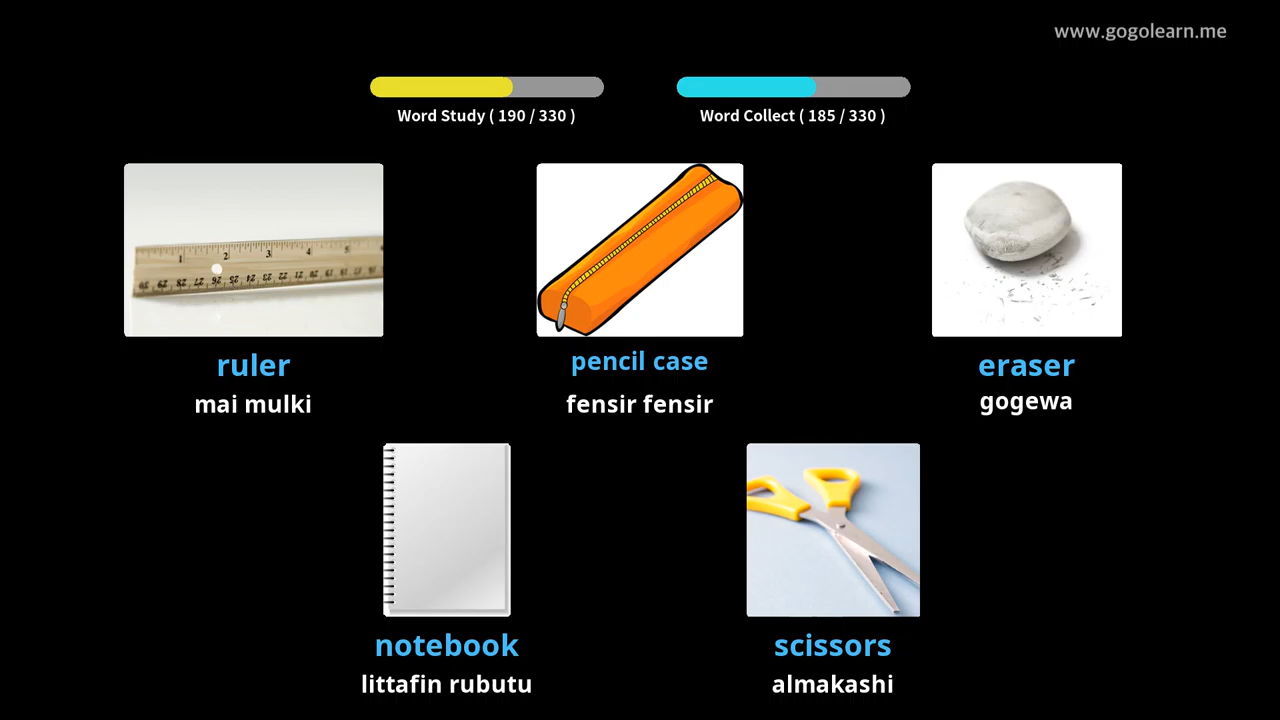 www.gogolearn.me
Word Study ( 190 / 330 )
Word Collect ( 185 / 330 )
ruler
mai mulki
pencil case
fensir fensir
eraser
gogewa
notebook
littafin rubutu
scissors
almakashi